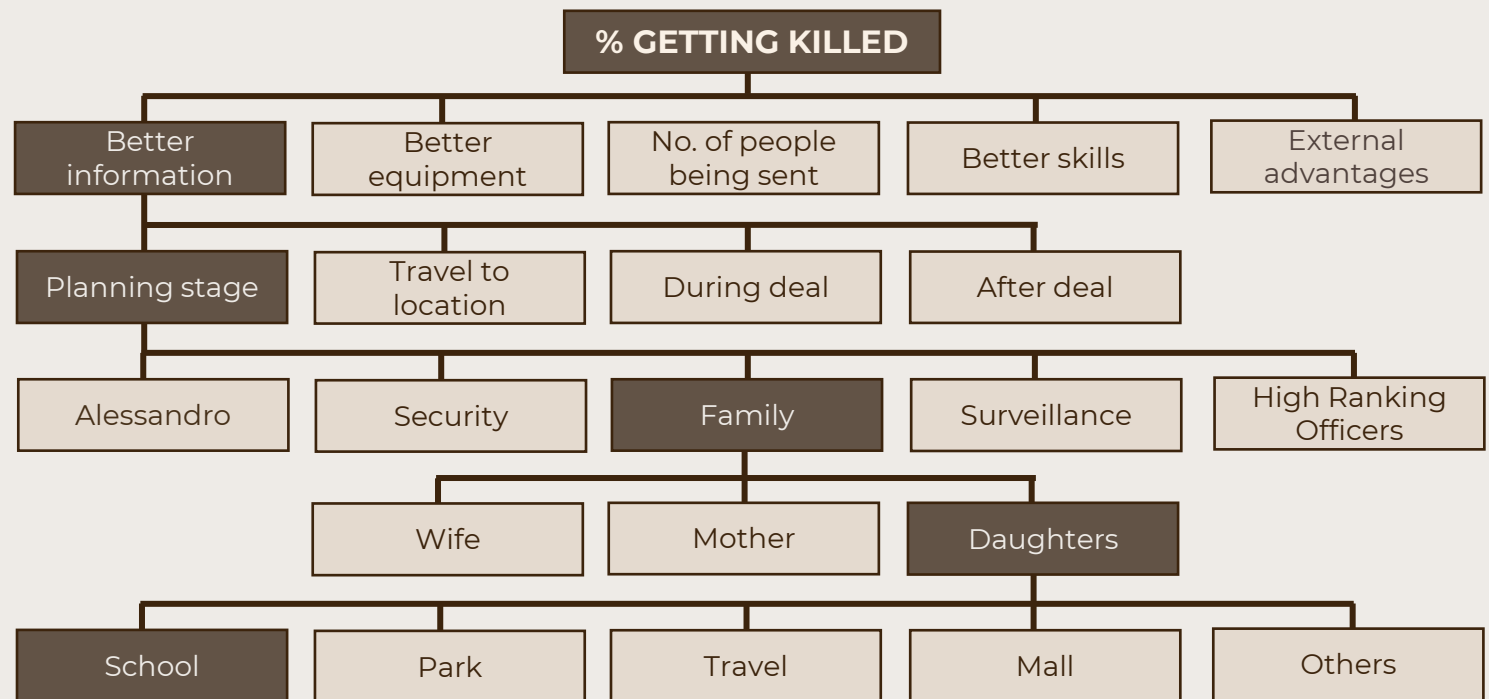 % GETTING KILLED
Better
information
Better
equipment
No. of people
being sent
Better skills
External
advantages
Planning stage
Travel to
location
During deal
After deal
Alessandro
Security
Family
Surveillance
High Ranking
Officers
Wife
Mother
Daughters
School
Park
Travel
Mall
Others